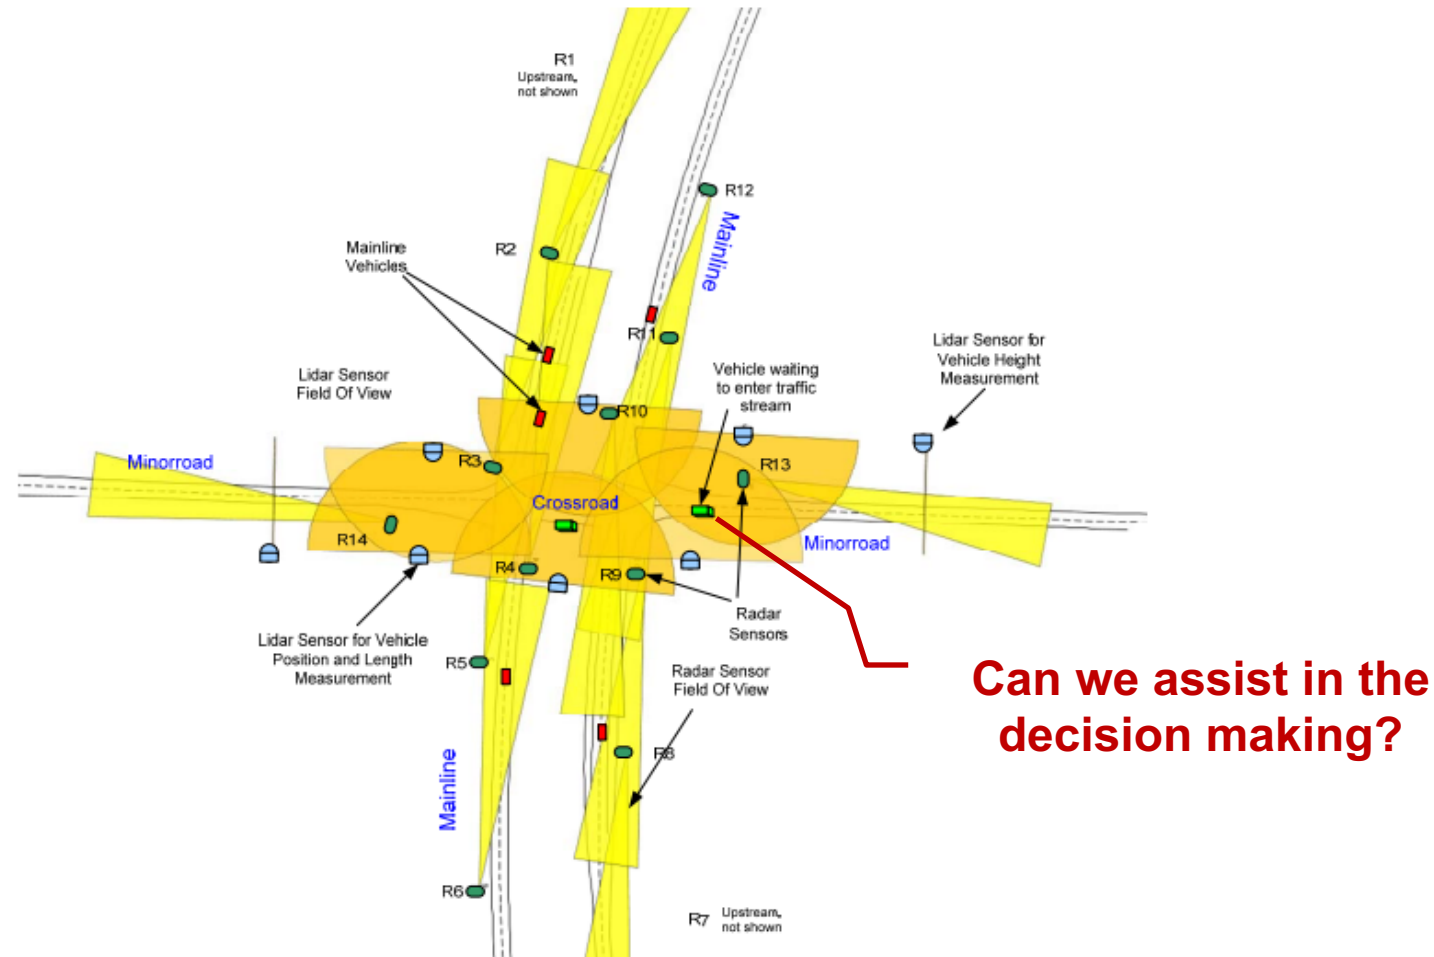 R1
Upstream,
not shown
R12
Mainline
R2
Mainline
Vehicles
R11
Lidar Sensor for
Vehicle Height
Measurement
Vehicle waiting
to enter traffic
stream
Lidar Sensor
Field Of View
R10
Minorroad
R3
R13
Crossroad
R14
Minorroad
R4
R9
Radar
Sensors
Lidar Sensor for Vehicle
Position and Length
Measurement
R5
Radar Sensor
Field Of View
Can we assist in the
decision making?
R8
Mainline
R6
R7
Upstream,
not shown